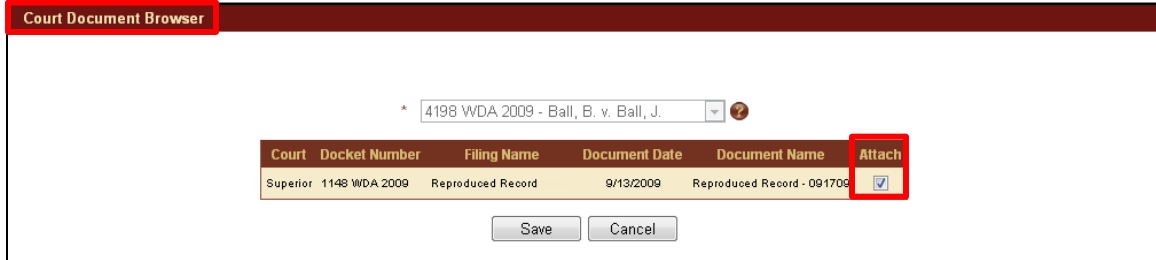 Court Document Browser
* 4198 WDA 2009 - Ball, B. v. Ball, J. ?
Court Docket Number Filing Name Document Date Document Name Attach
Superior 1148 WDA 2009 Reproduced Record 9/13/2009 Reproduced Record - 091709
Save Cancel